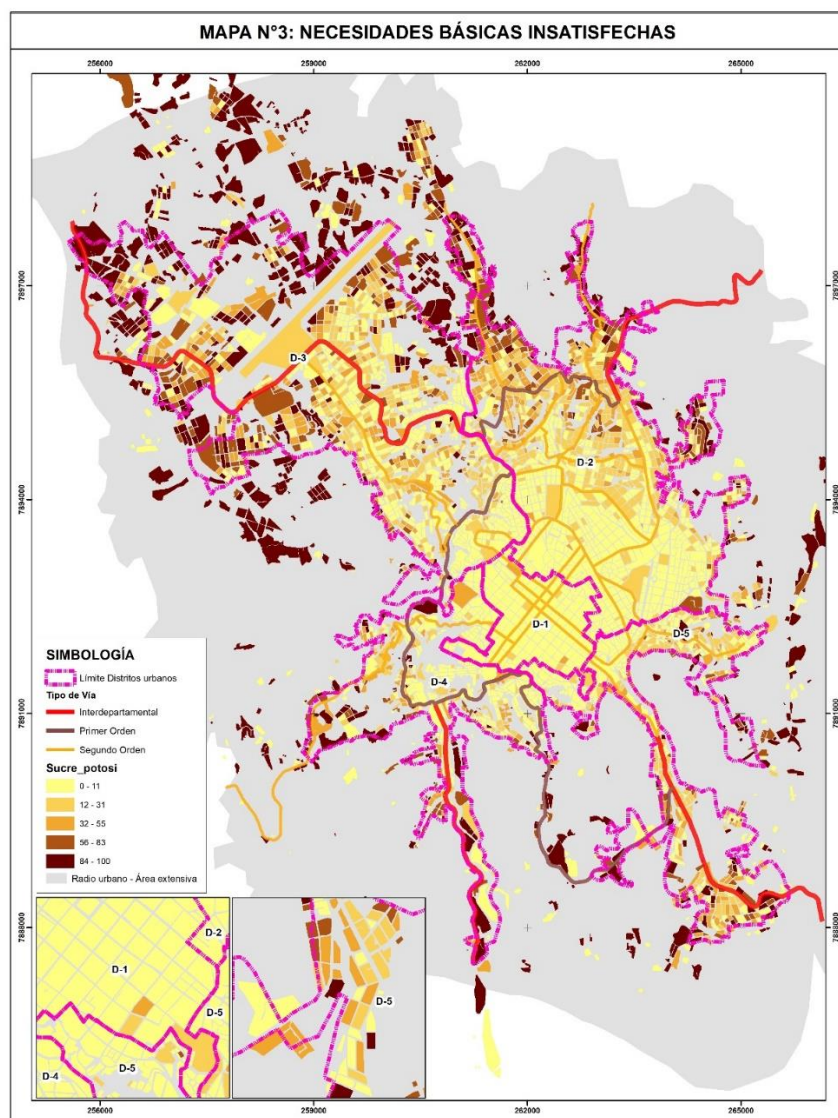 MAPA N°3: NECESIDADES BÁSICAS INSATISFECHAS
256000 259000 262000 265000
7897000 7897000
D-3
D-2
7894000 7894000
D-1
D-5
D-4
7891000
SIMBOLOGÍA
Límite Distritos urbanos
Tipo de Vía
Interdepartamental
Primer Orden
Segundo Orden
Sucre_potosi
0 - 11
12 - 31
32 - 55
56 - 83
84 - 100
Radio urbano - Área extensiva
7888000
D-2
D-1
D-5
D-5
D-4
D-5
256000 259000 262000 265000